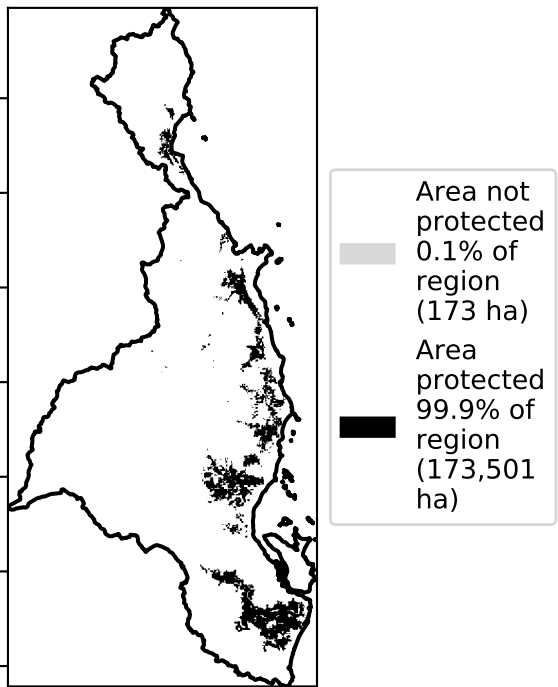 Area not
protected
0.1% of
region
(173 ha)
Area
protected
99.9% of
region
(173,501
ha)